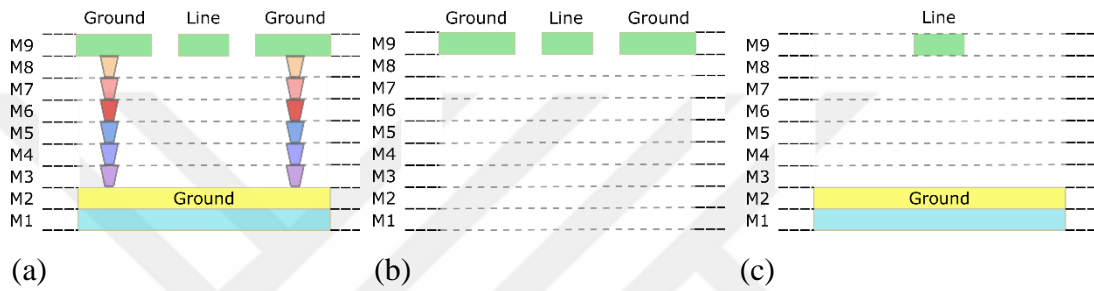 Ground Line Ground
M9
M8
M7
M6
M5
M4
M3
M2 Ground
M1
(a)
Ground Line Ground
M9
M8
M7
M6
M5
M4
M3
M2
M1
(b)
Line
M9
M8
M7
M6
M5
M4
M3
M2 Ground
M1
(c)